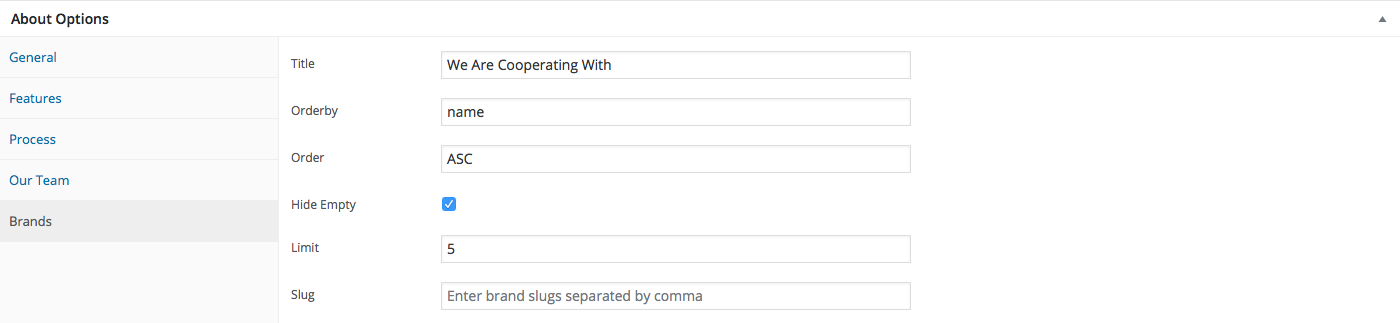 About Options
General
Features
Process
Our Team
Brands
Title
We Are Cooperating With
Orderby
name
Order
ASC
Hide Empty
Limit
5
Slug
Enter brand slugs separated by comma